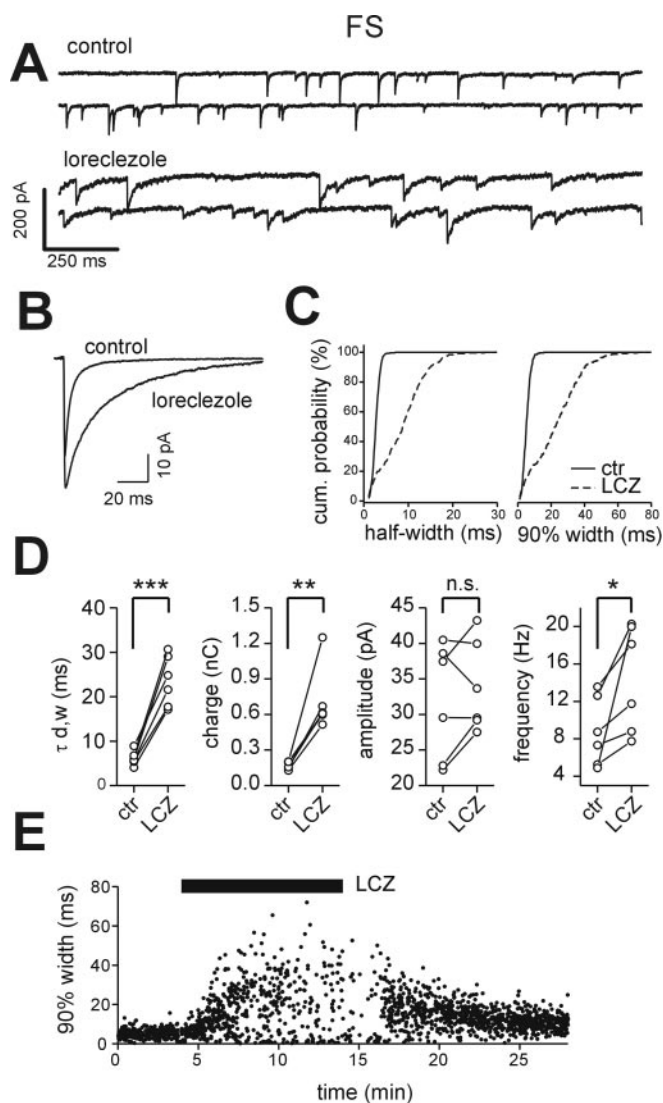 FS
A
control
loreclezole
200 pA
250 ms
B
control
loreclezole
10 pA
20 ms
C
cum. probability (%)
100
80
60
40
20
0
0 10 20 30
half-width (ms)
0 20 40 60 80
90% width (ms)
ctr
LCZ
D
***
τ d,w (ms)
40
30
20
10
0
ctr
LCZ
**
charge (nC)
1.5
1.2
0.9
0.6
0.3
0.0
ctr
LCZ
n.s.
amplitude (pA)
45
40
35
30
25
20
ctr
LCZ
*
frequency (Hz)
20
16
12
8
4
ctr
LCZ
E
LCZ
90% width (ms)
80
60
40
20
0
0 5 10 15 20 25
time (min)